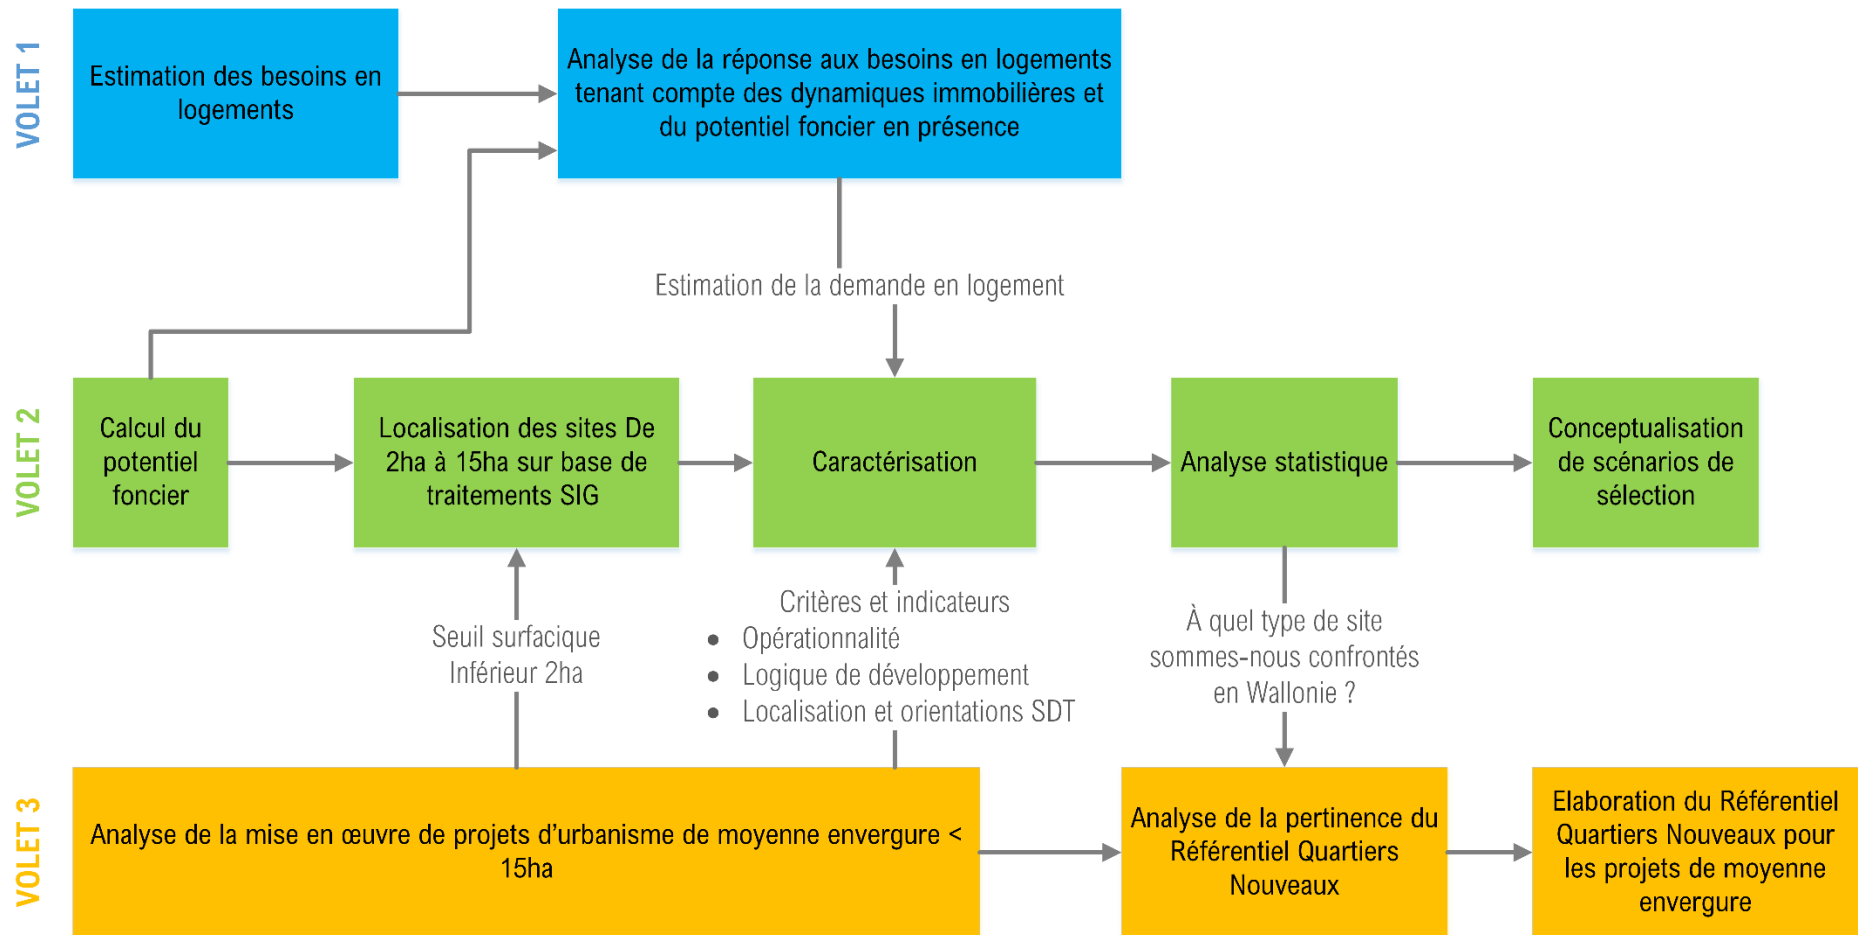 VOLET 1
Estimation des besoins en
logements
Analyse de la réponse aux besoins en logements
tenant compte des dynamiques immobilières et
du potentiel foncier en présence
Estimation de la demande en logement
VOLET 2
Calcul du
potentiel
foncier
Localisation des sites De
2ha à 15ha sur base de
traitements SIG
Caractérisation
Analyse statistique
Conceptualisation
de scénarios de
sélection
Seuil surfacique
Inférieur 2ha
Critères et indicateurs
• Opérationnalité
• Logique de développement
• Localisation et orientations SDT
À quel type de site
sommes-nous confrontés
en Wallonie ?
VOLET 3
Analyse de la mise en œuvre de projets d'urbanisme de moyenne envergure <
15ha
Analyse de la pertinence du
Référentiel Quartiers
Nouveaux
Elaboration du Référentiel
Quartiers Nouveaux pour
les projets de moyenne
envergure